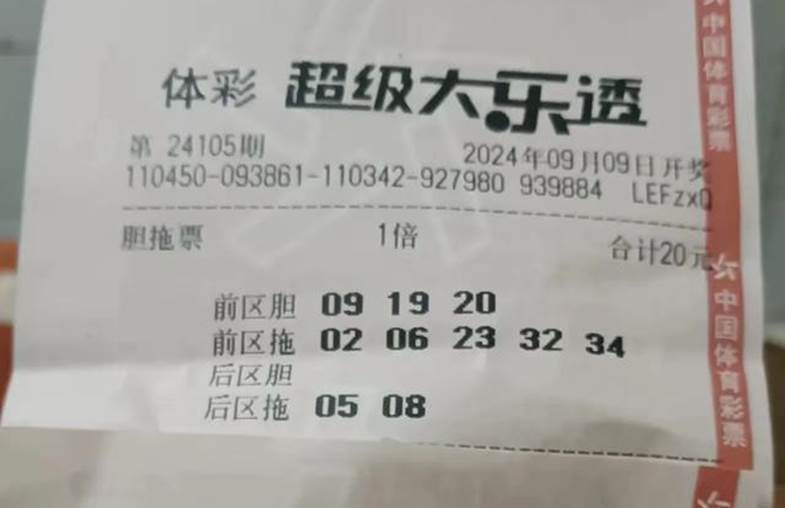 体彩 超级大乐透
第 24105期 2024年09月09日开奖
110450-093861-110342-927980 939884 LEFzxQ
胆拖票 1倍 合计20元
前区胆 09 19 20
前区拖 02 06 23 32 34
后区胆
后区拖 05 08
中国体育彩票
中国体育彩票